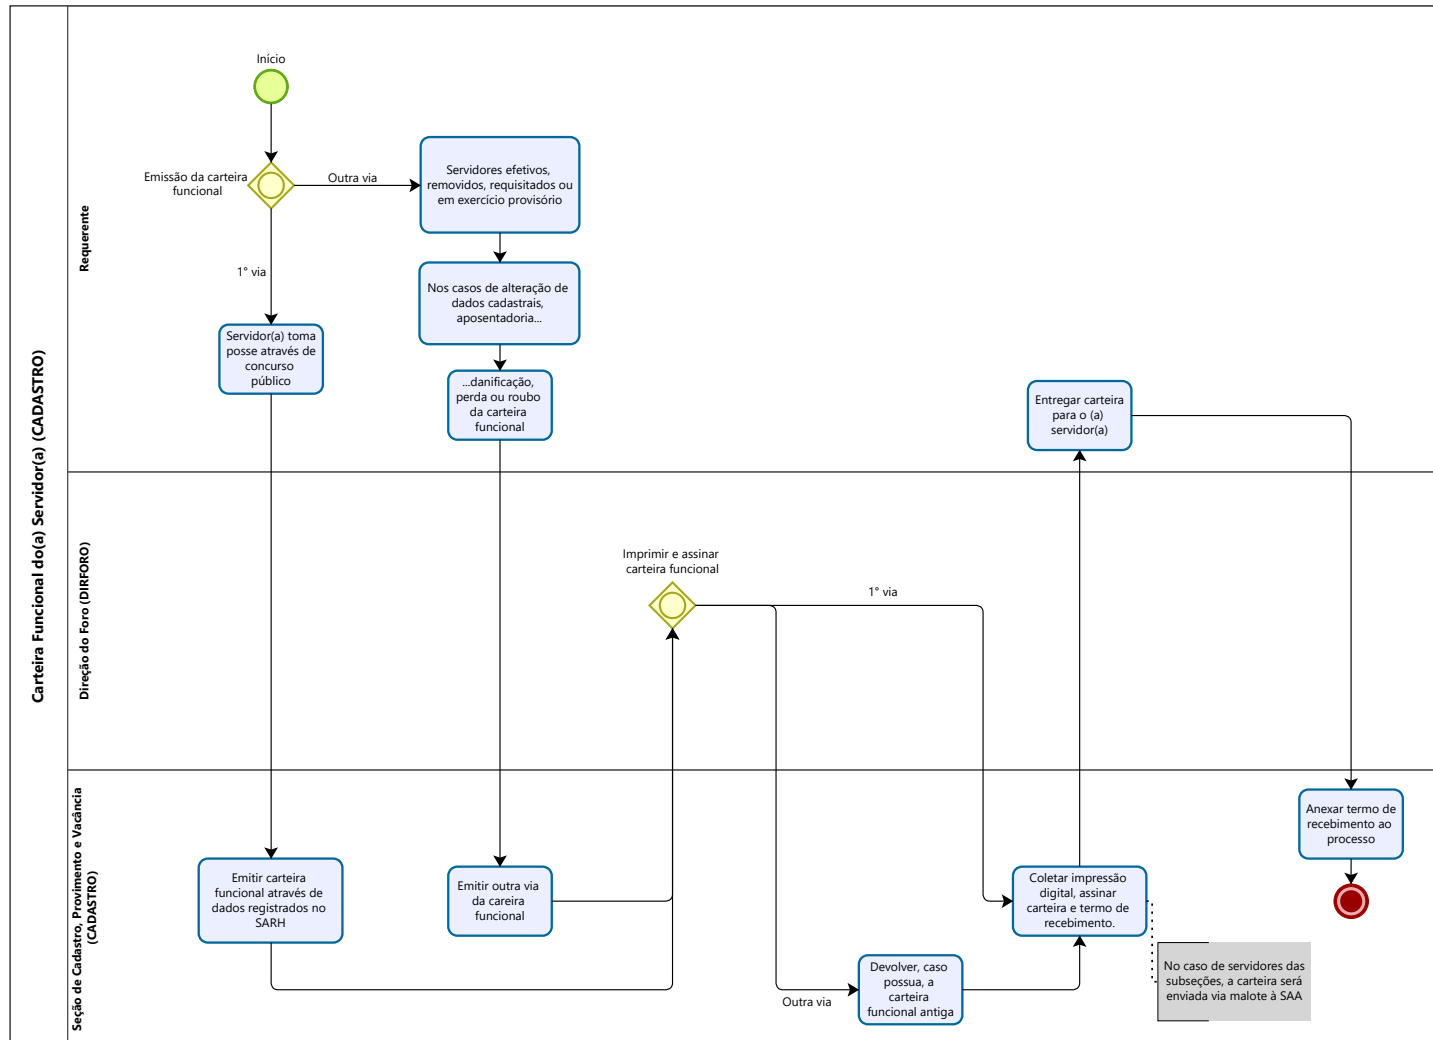 Carteira Funcional do(a) Servidor(a) (CADASTRO)
Requerente
Início
Emissão da carteira
funcional
Outra via
1° via
Servidores efetivos,
removidos, requisitados ou
em exercício provisório
Nos casos de alteração de
dados cadastrais,
aposentadoria...
Servidor(a) toma
posse através de
concurso
público
...danificação,
perda ou roubo
da carteira
funcional
Entregar carteira
para o (a)
servidor(a)
Direção do Foro (DIRFORO)
Imprimir e assinar
carteira funcional
1° via
Seção de Cadastro, Provimento e Vacância
(CADASTRO)
Emitir carteira
funcional através de
dados registrados no
SARH
Emitir outra via
da careira
funcional
Outra via
Devolver, caso
possua, a
carteira
funcional antiga
Coletar impressão
digital, assinar
carteira e termo de
recebimento.
No caso de servidores das
subseções, a carteira será
enviada via malote à SAA
Anexar termo de
recebimento ao
processo